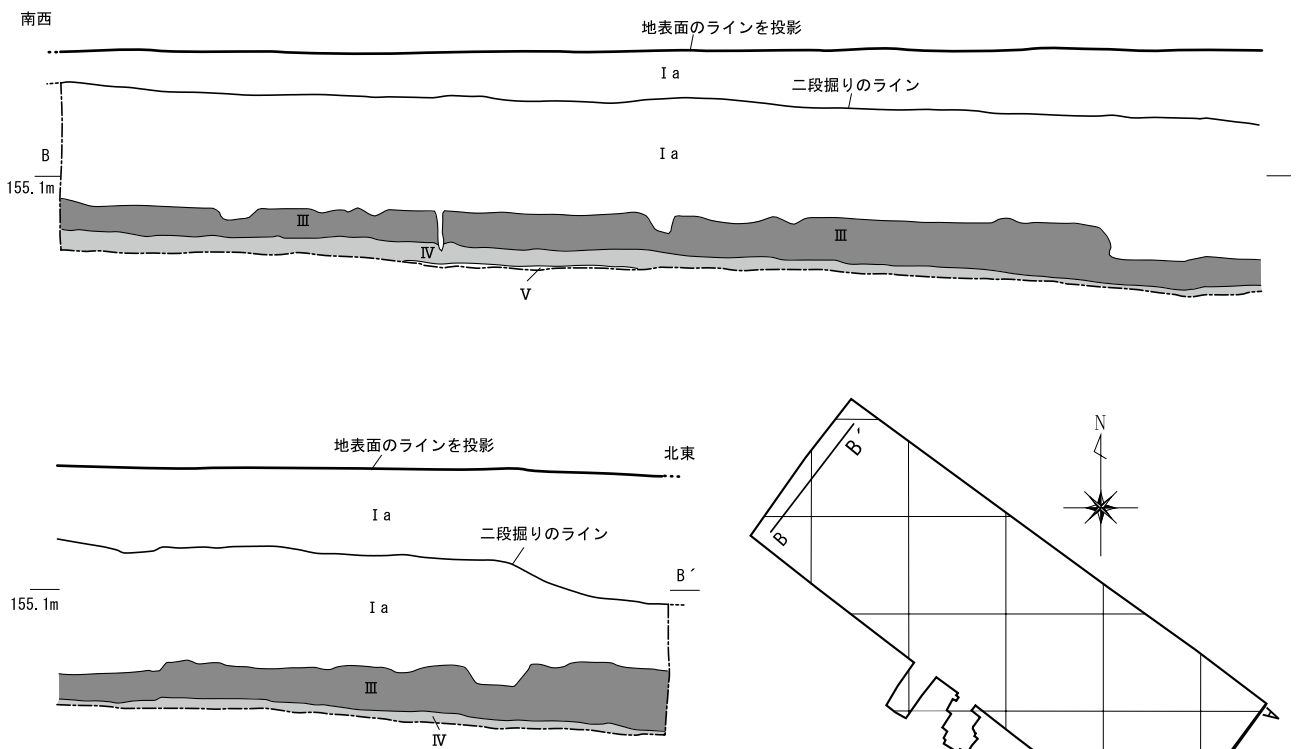 南西
地表面のラインを投影
Ⅰa
二段掘りのライン
B
Ⅰa
155.1m
Ⅲ
Ⅲ
Ⅳ
Ⅴ
地表面のラインを投影
北東
Ⅰa
二段掘りのライン
B´
155.1m
Ⅰa
Ⅲ
Ⅳ
N
B´
B
A